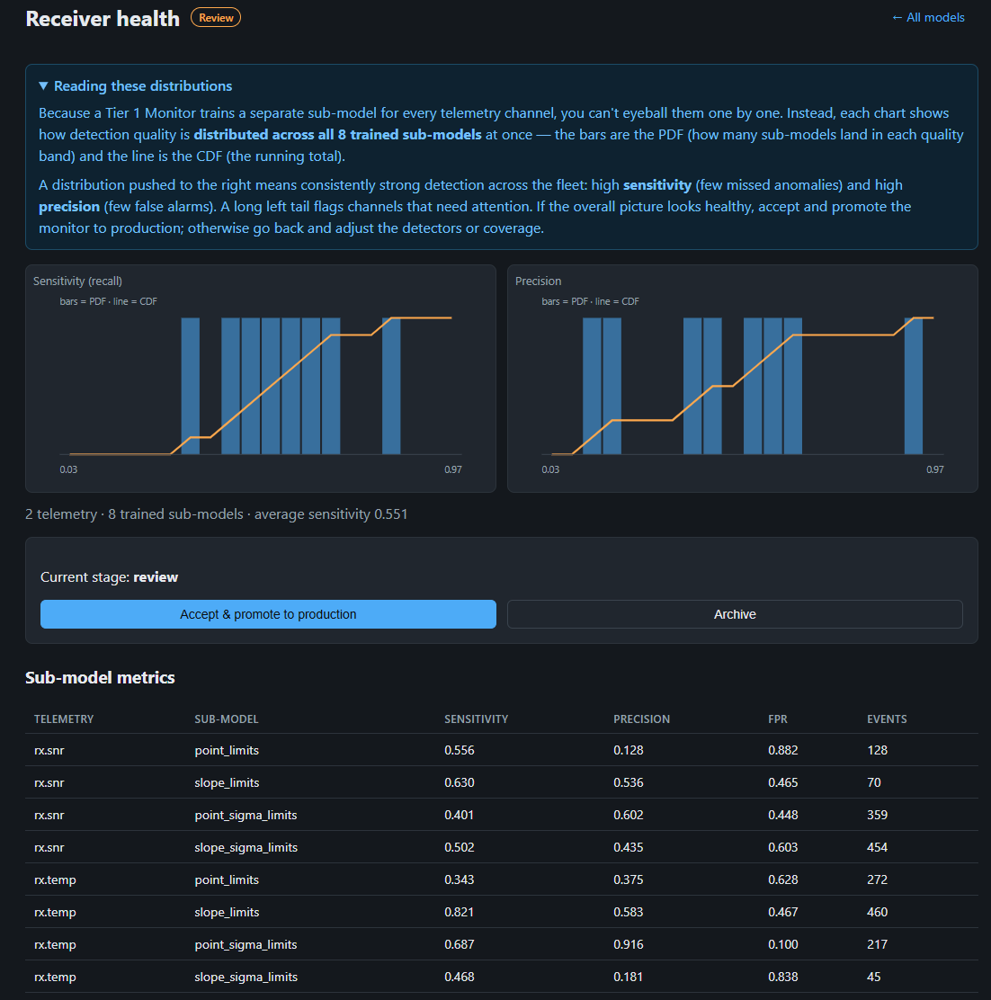 Receiver health Review ← All models
▼ Reading these distributions
Because a Tier 1 Monitor trains a separate sub-model for every telemetry channel, you can't eyeball them one by one. Instead, each chart shows
how detection quality is distributed across all 8 trained sub-models at once — the bars are the PDF (how many sub-models land in each quality
band) and the line is the CDF (the running total).
A distribution pushed to the right means consistently strong detection across the fleet: high sensitivity (few missed anomalies) and high
precision (few false alarms). A long left tail flags channels that need attention. If the overall picture looks healthy, accept and promote the
monitor to production; otherwise go back and adjust the detectors or coverage.
Sensitivity (recall)
bars = PDF · line = CDF
0.03 0.97
Precision
bars = PDF · line = CDF
0.03 0.97
2 telemetry · 8 trained sub-models · average sensitivity 0.551
Current stage: review
Accept & promote to production
Archive
Sub-model metrics
TELEMETRY SUB-MODEL SENSITIVITY PRECISION FPR EVENTS
rx.snr point_limits 0.556 0.128 0.882 128
rx.snr slope_limits 0.630 0.536 0.465 70
rx.snr point_sigma_limits 0.401 0.602 0.448 359
rx.snr slope_sigma_limits 0.502 0.435 0.603 454
rx.temp point_limits 0.343 0.375 0.628 272
rx.temp slope_limits 0.821 0.583 0.467 460
rx.temp point_sigma_limits 0.687 0.916 0.100 217
rx.temp slope_sigma_limits 0.468 0.181 0.838 45